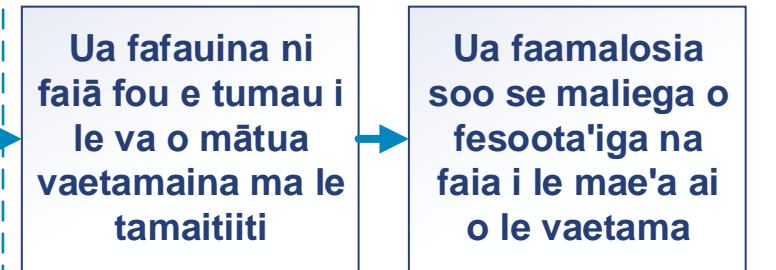 Ua fafauina ni
faiā fou e tumau i
le va o mātua
vaetamaina ma le
tamaitiiti
Ua faamalosia
soo se maliega o
fesoota'iga na
faia i le mae'a ai
o le vaetama